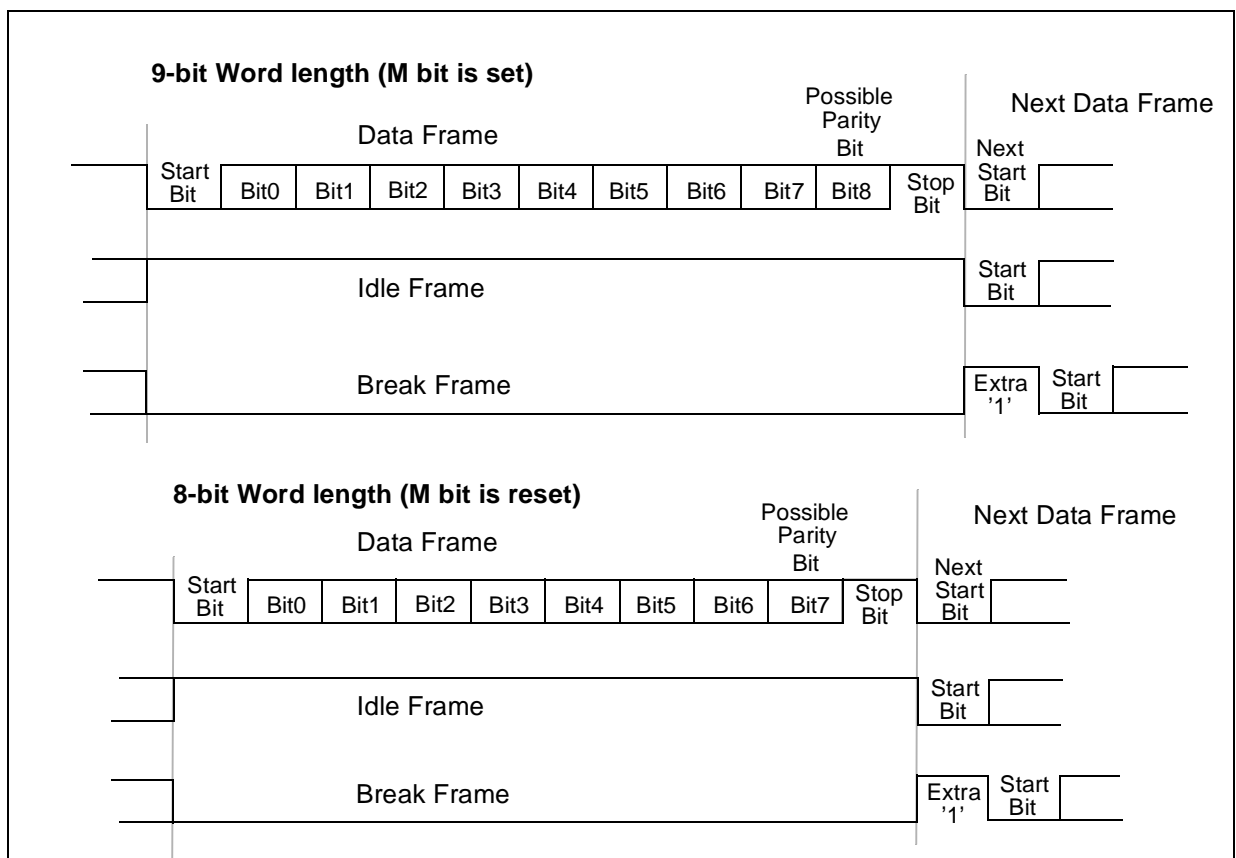 9-bit Word length (M bit is set)
Possible
Parity
Bit
Next Data Frame
Data Frame
Start
Bit
Bit0 Bit1 Bit2 Bit3 Bit4 Bit5 Bit6 Bit7 Bit8
Stop
Bit
Next
Start
Bit
Idle Frame
Start
Bit
Break Frame
Extra
'1'
Start
Bit
8-bit Word length (M bit is reset)
Possible
Parity
Bit
Next Data Frame
Data Frame
Start
Bit
Bit0 Bit1 Bit2 Bit3 Bit4 Bit5 Bit6 Bit7
Stop
Bit
Next
Start
Bit
Idle Frame
Start
Bit
Break Frame
Extra
'1'
Start
Bit